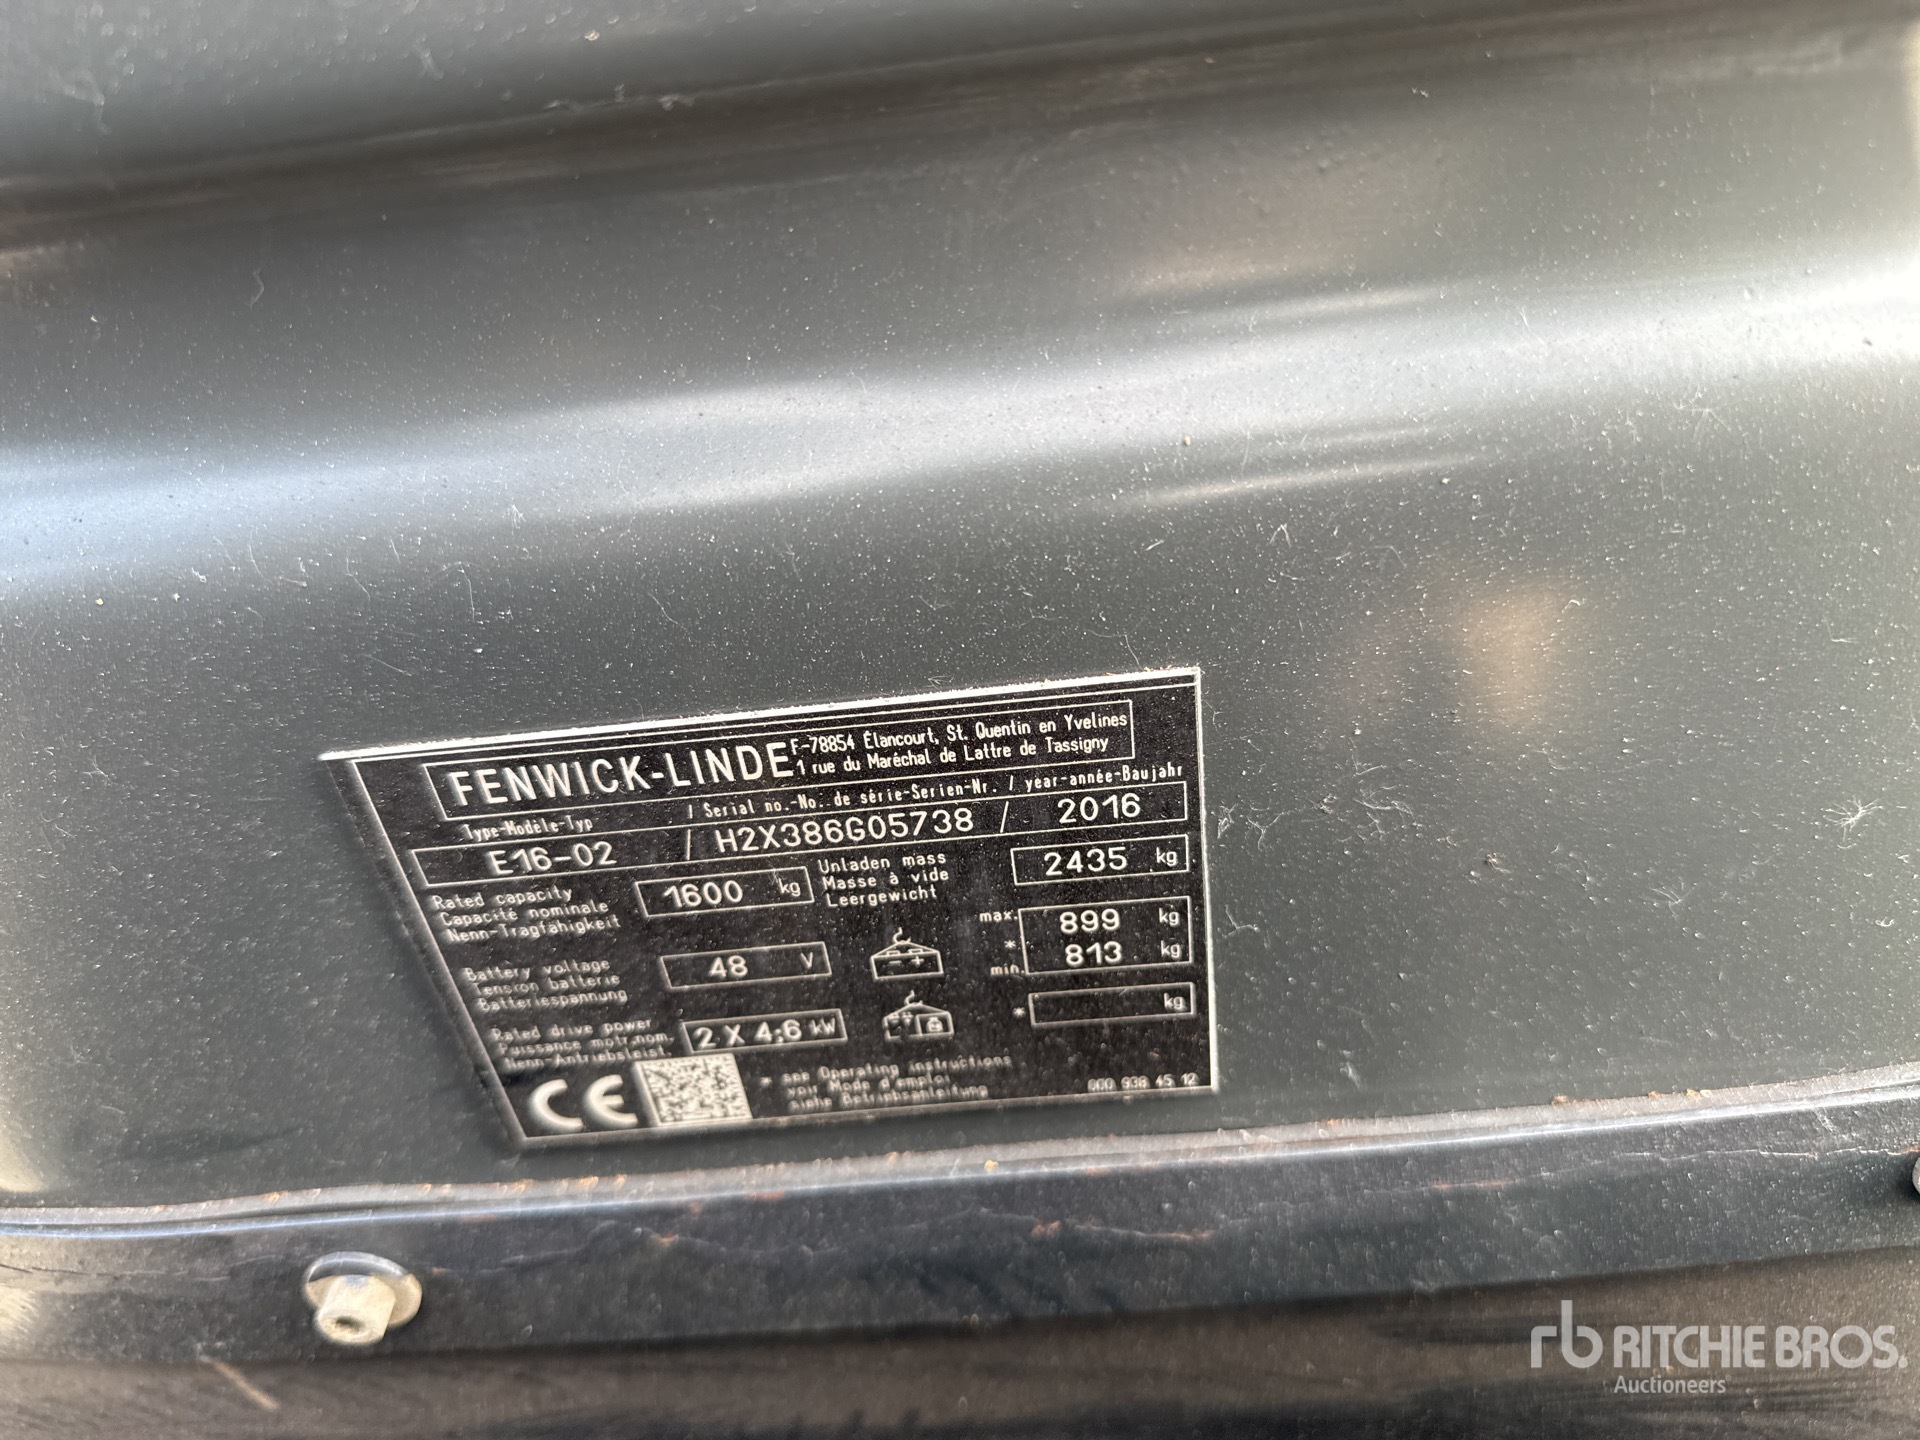 FENWICK-LINDE F-78854 Élancourt, St. Quentin en Yvelines
1 rue du Maréchal de Lattre de Tassigny
Type-Modèle-Typ / Serial no.-No. de série-Serien-Nr. / year-année-Baujahr
E16-02 / H2X386G05738 / 2016
Rated capacity
Capacité nominale
Nenn-Tragfähigkeit
1600 kg
Unladen mass
Masse à vide
Leergewicht
2435 kg
Battery voltage
Tension batterie
Batteriespannung
48 V
max. 899 kg
*
min. 813 kg
Rated drive power
Puissance motr.nom.
Nenn-Antriebsleist.
2 X 4,6 kW
* kg
CE
* see Operating instructions
voir Mode d'emploi
siehe Betriebsanleitung
000 938 45 12
rb RITCHIE BROS.
Auctioneers